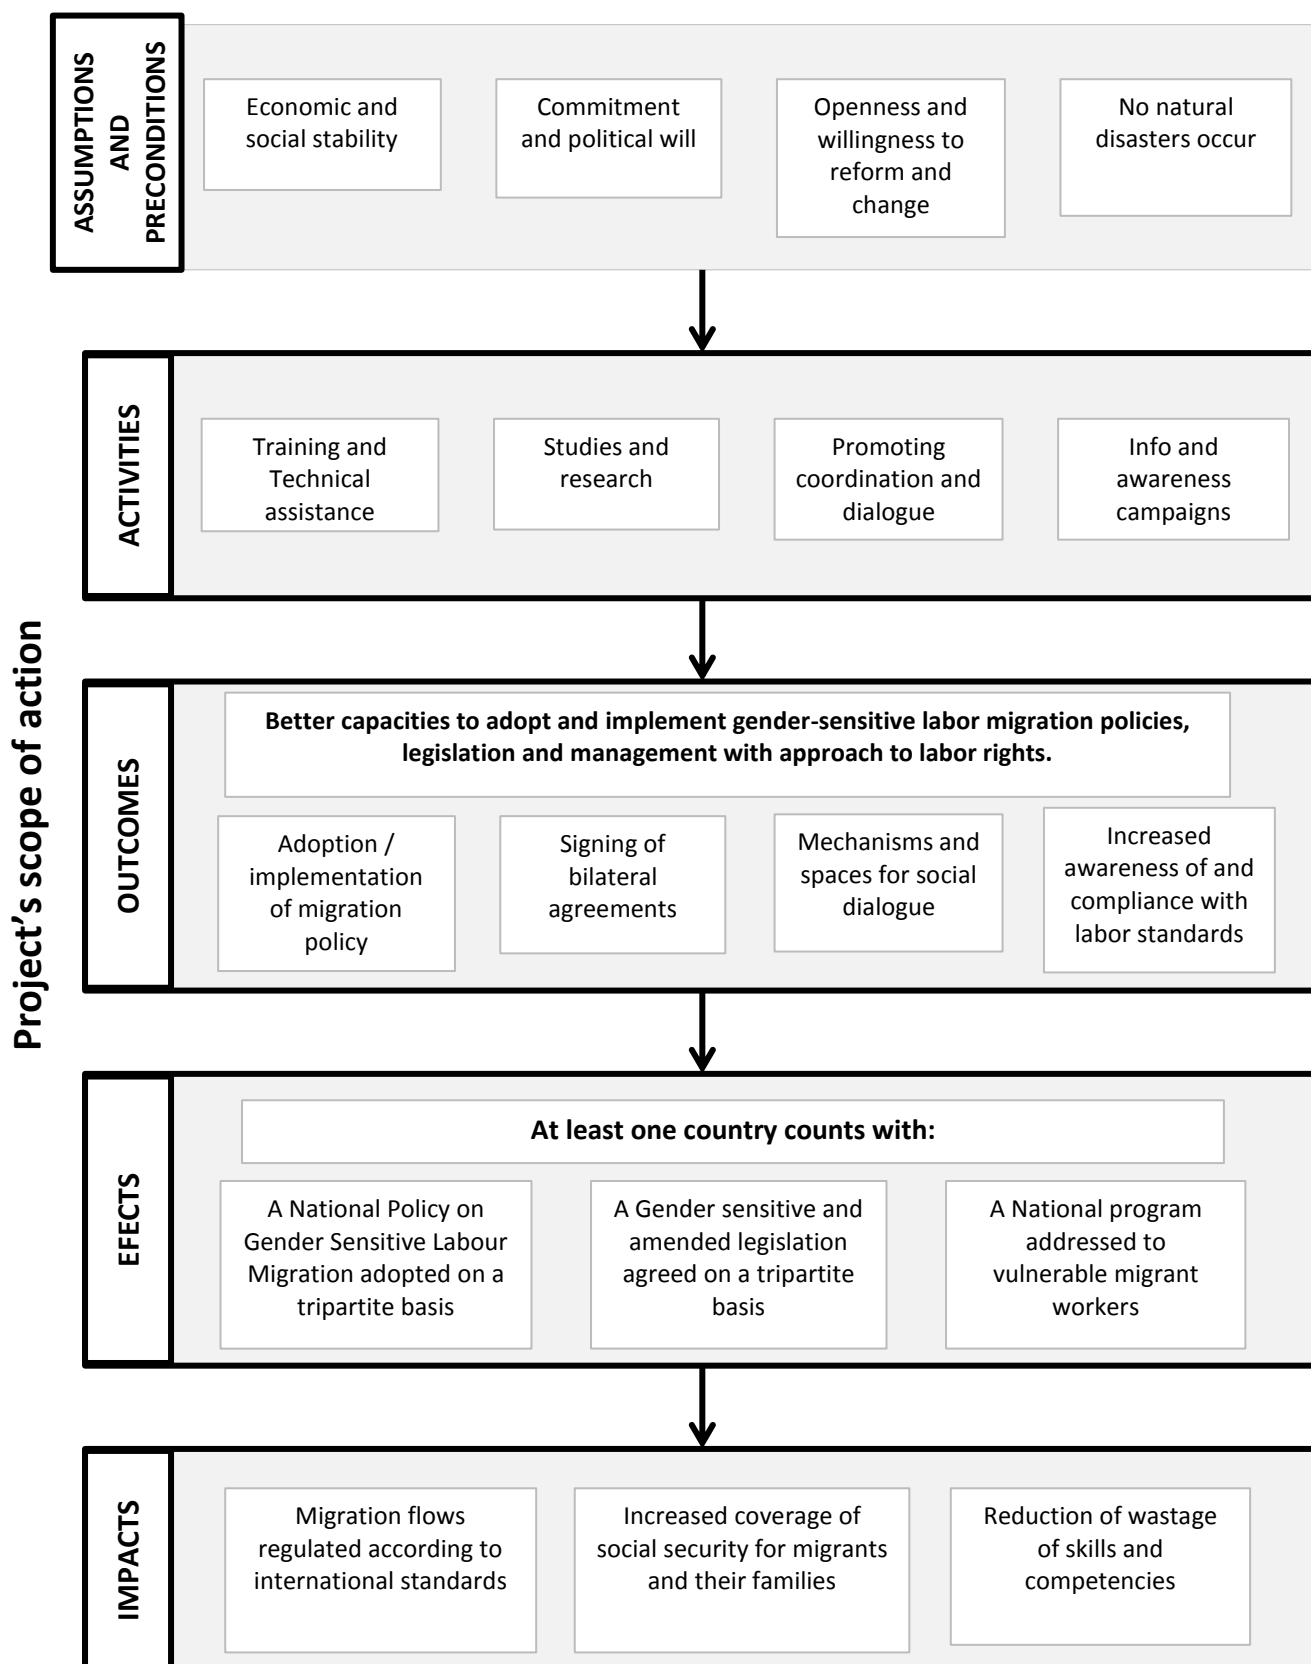 ASSUMPTIONS
AND
PRECONDITIONS
Economic and
social stability
Commitment
and political will
Openness and
willingness to
reform and
change
No natural
disasters occur
Project's scope of action
ACTIVITIES
Training and
Technical
assistance
Studies and
research
Promoting
coordination and
dialogue
Info and
awareness
campaigns
OUTCOMES
Better capacities to adopt and implement gender-sensitive labor migration policies,
legislation and management with approach to labor rights.
Adoption /
implementation
of migration
policy
Signing of
bilateral
agreements
Mechanisms and
spaces for social
dialogue
Increased
awareness of and
compliance with
labor standards
EFECTS
At least one country counts with:
A National Policy on
Gender Sensitive Labour
Migration adopted on a
tripartite basis
A Gender sensitive and
amended legislation
agreed on a tripartite
basis
A National program
addressed to
vulnerable migrant
workers
IMPACTS
Migration flows
regulated according to
international standards
Increased coverage of
social security for migrants
and their families
Reduction of wastage
of skills and
competencies